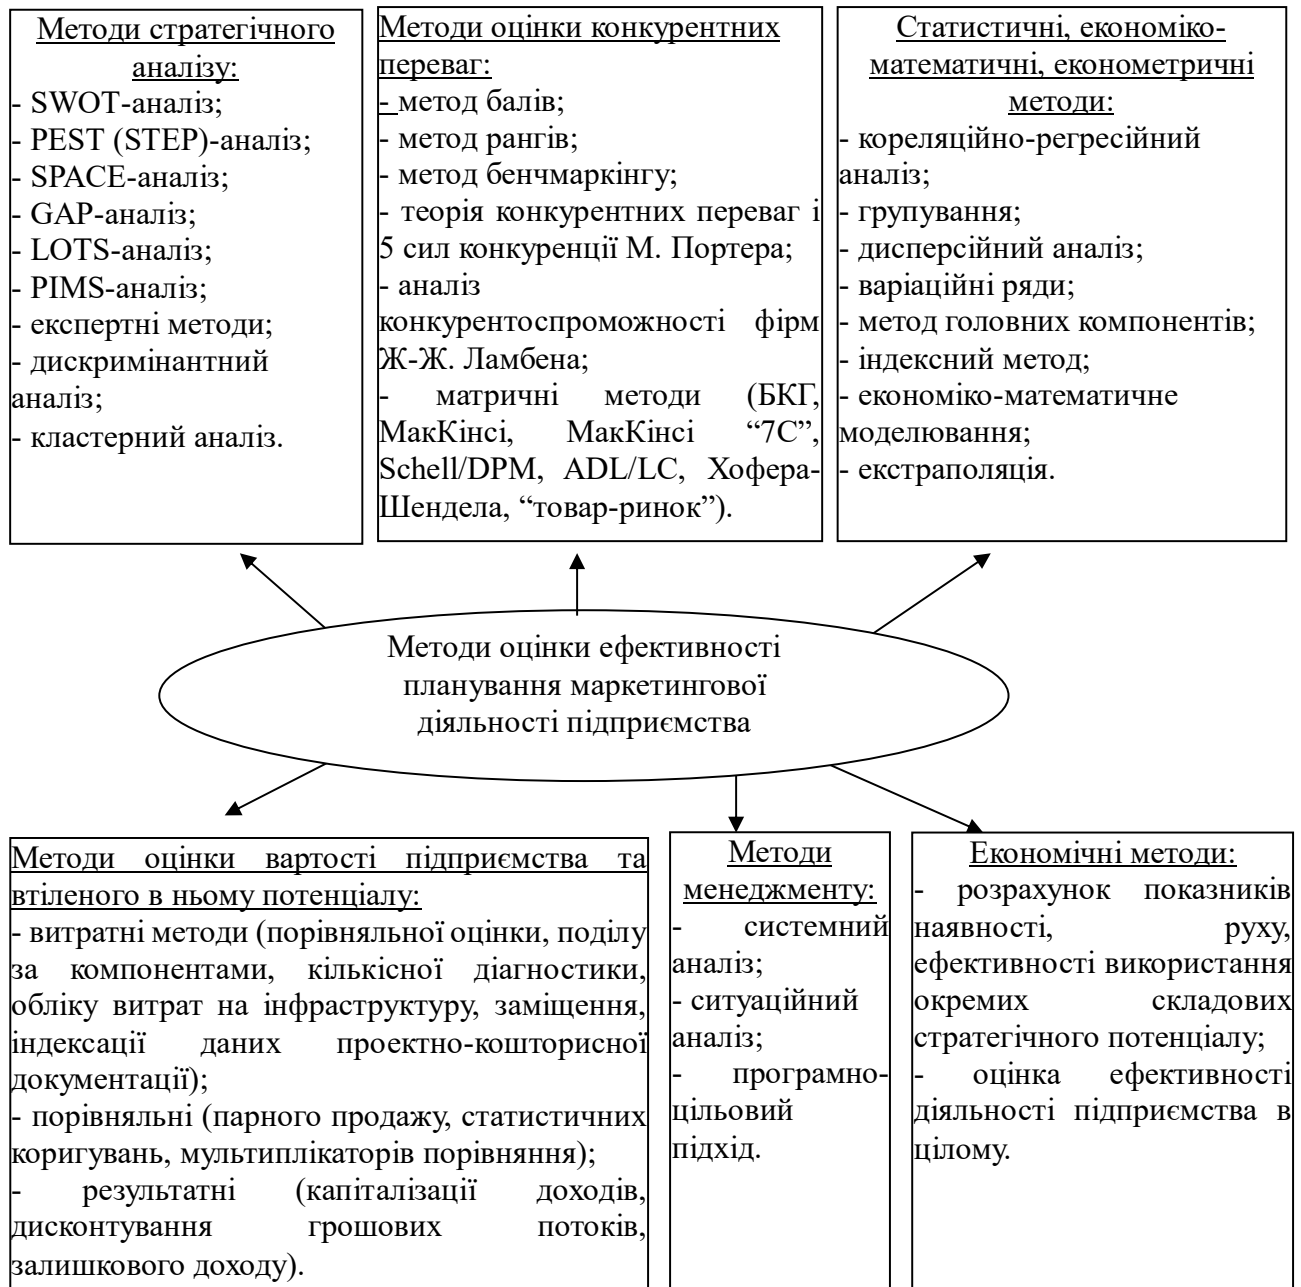 Методи стратегічного
аналізу:
- SWOT-аналіз;
- PEST (STEP)-аналіз;
- SPACE-аналіз;
- GAP-аналіз;
- LOTS-аналіз;
- PIMS-аналіз;
- експертні методи;
- дискримінантний
аналіз;
- кластерний аналіз.
Методи оцінки конкурентних
переваг:
- метод балів;
- метод рангів;
- метод бенчмаркінгу;
- теорія конкурентних переваг і
5 сил конкуренції М. Портера;
- аналіз
конкурентоспроможності фірм
Ж-Ж. Ламбена;
- матричні методи (БКГ,
МакКінсі, МакКінсі “7С”,
Schell/DPM, ADL/LC, Хофера-
Шендела, “товар-ринок”).
Статистичні, економіко-
математичні, економетричні
методи:
- кореляційно-регресійний
аналіз;
- групування;
- дисперсійний аналіз;
- варіаційні ряди;
- метод головних компонентів;
- індексний метод;
- економіко-математичне
моделювання;
- екстраполяція.
Методи оцінки ефективності
планування маркетингової
діяльності підприємства
Методи оцінки вартості підприємства та
втіленого в ньому потенціалу:
- витратні методи (порівняльної оцінки, поділу
за компонентами, кількісної діагностики,
обліку витрат на інфраструктуру, заміщення,
індексації даних проектно-кошторисної
документації);
- порівняльні (парного продажу, статистичних
коригувань, мультиплікаторів порівняння);
- результатні (капіталізації доходів,
дисконтування грошових потоків,
залишкового доходу).
Методи
менеджменту:
- системний
аналіз;
- ситуаційний
аналіз;
- програмно-
цільовий
підхід.
Економічні методи:
- розрахунок показників
наявності, руху,
ефективності використання
окремих складових
стратегічного потенціалу;
- оцінка ефективності
діяльності підприємства в
цілому.